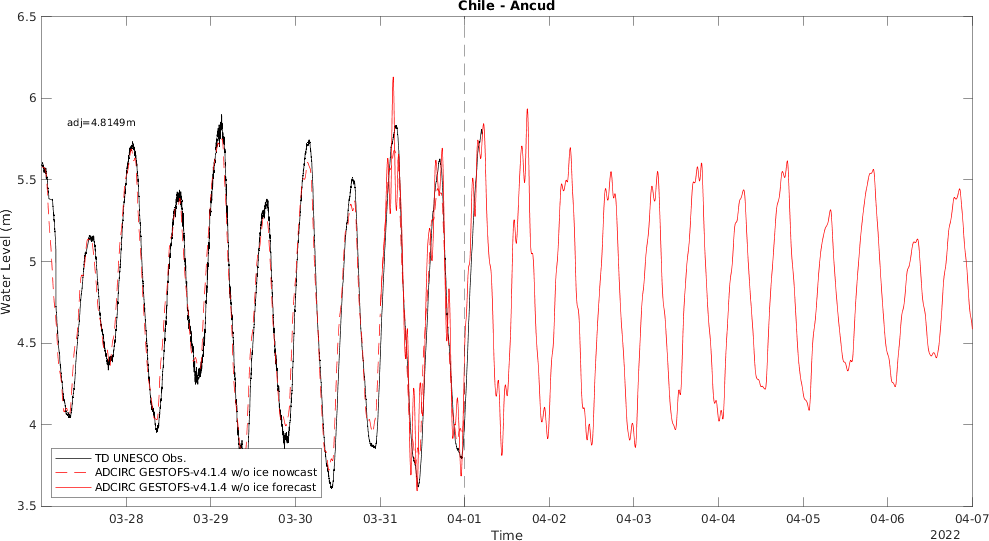 Chile - Ancud
6.5
6
5.5
5
4.5
4
3.5
Water Level (m)
adj=4.8149m
TD UNESCO Obs.
ADCIRC GESTOFS-v4.1.4 w/o ice nowcast
ADCIRC GESTOFS-v4.1.4 w/o ice forecast
03-28 03-29 03-30 03-31 04-01 04-02 04-03 04-04 04-05 04-06 04-07
Time
2022